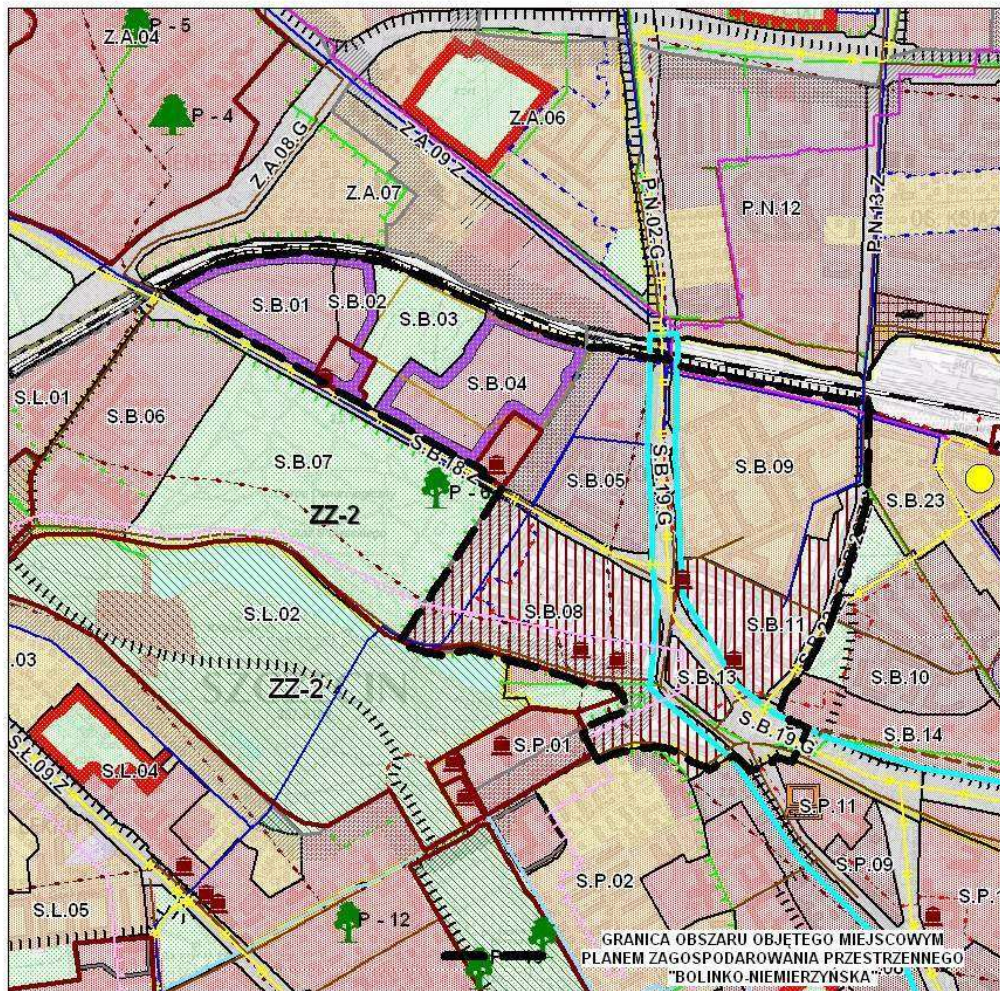 Z.A.04
P - 5
P - 4
Z.A.08.G
Z.A.09.Z
Z.A.06
Z.A.07
P.N.02.G
P.N.12
P.N.13.Z
S.B.01
S.B.02
S.B.03
S.B.04
S.L.01
S.B.06
S.B.07
S.B.18.Z
P - 6
ZZ-2
S.B.05
S.B.19.G
S.B.09
S.B.23
S.B.08
S.B.11
S.L.02
ZZ-2
S.B.13
S.B.10
.03
S.B.19.G
S.B.14
S.P.01
S.L.09.Z
S.L.04
S.P.11
S.P.09
S.P.02
S.P.
S.L.05
P - 12
GRANICA OBSZARU OBJĘTEGO MIEJSCOWYM
PLANEM ZAGOSPODAROWANIA PRZESTRZENNEGO
"BOLINKO-NIEMIERZYŃSKA"